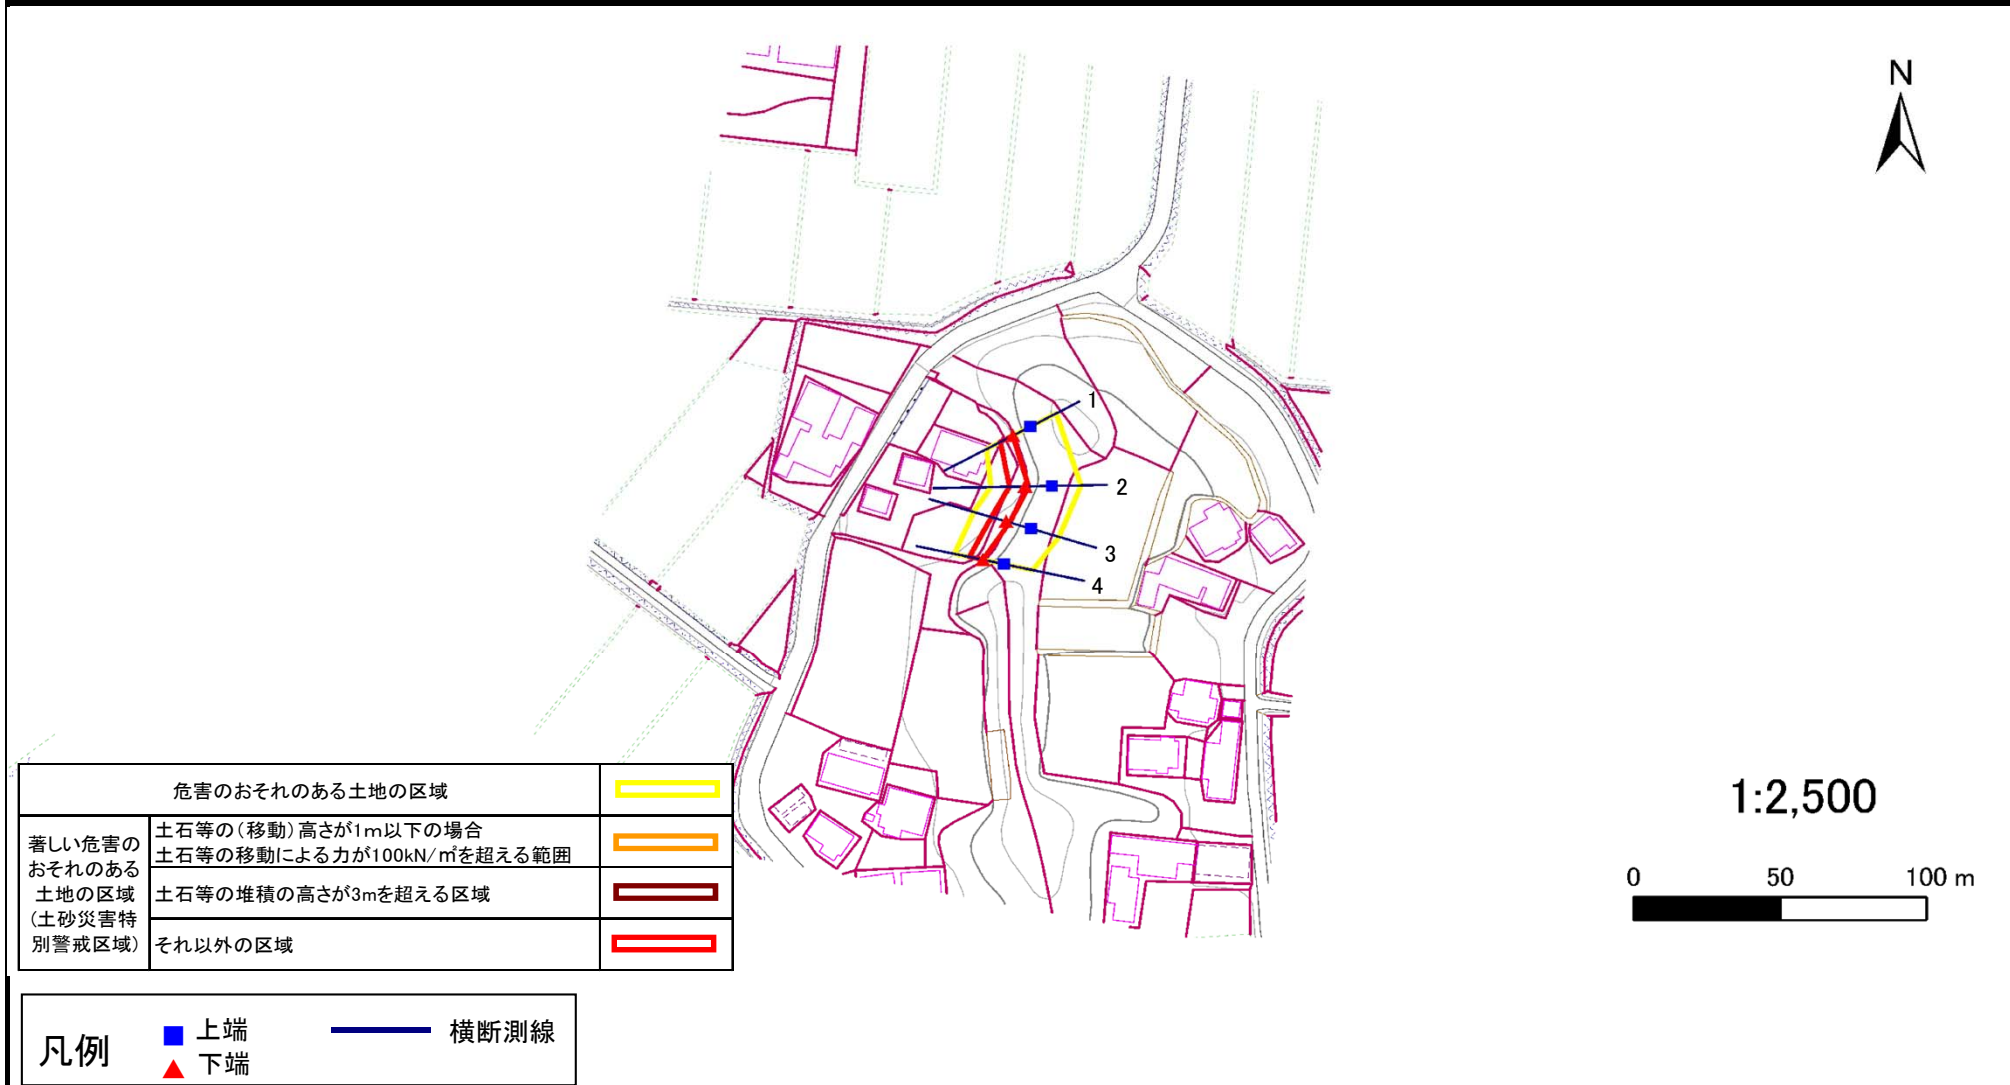 N
1
2
3
4
危害のおそれのある土地の区域
著しい危害の
おそれのある
土地の区域
(土砂災害特
別警戒区域)
土石等の(移動)高さが1m以下の場合
土石等の移動による力が100kN/㎡を超える範囲
土石等の堆積の高さが3mを超える区域
それ以外の区域
1:2,500
0 50 100 m
凡例
上端
下端
横断測線